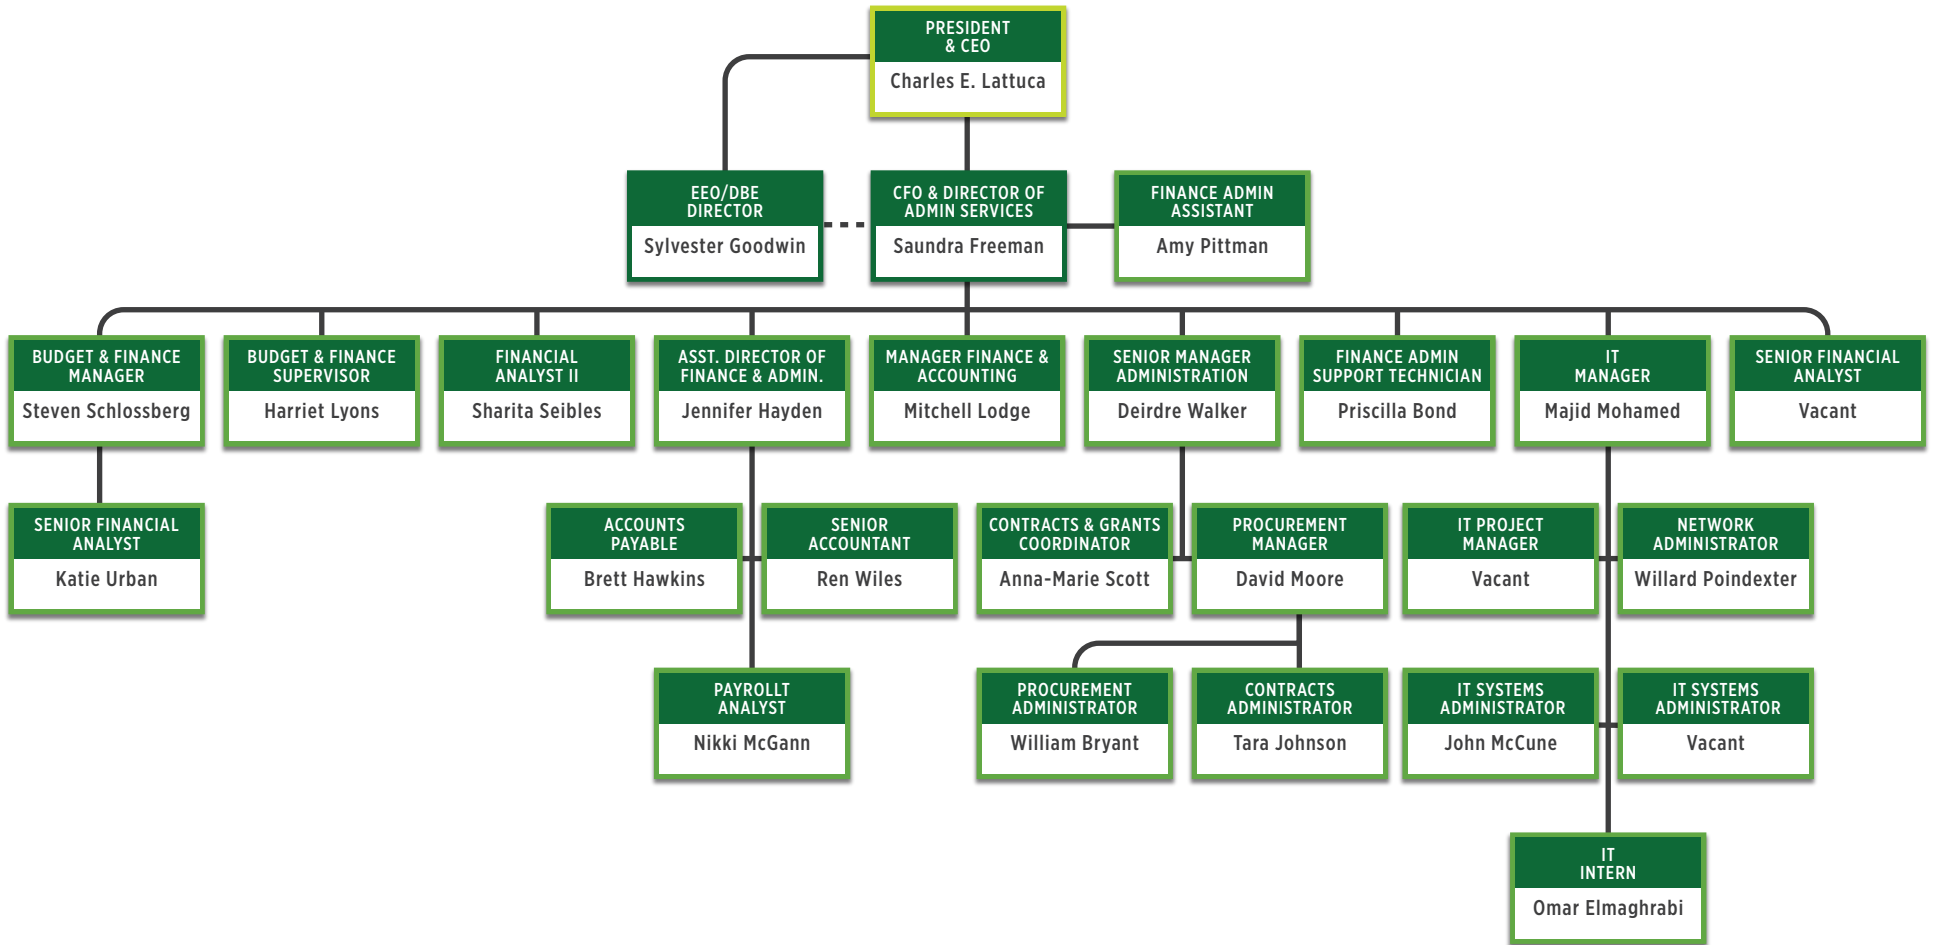 PRESIDENT
& CEO
Charles E. Lattuca
EEO/DBE
DIRECTOR
Sylvester Goodwin
CFO & DIRECTOR OF
ADMIN SERVICES
Saundra Freeman
FINANCE ADMIN
ASSISTANT
Amy Pittman
BUDGET & FINANCE
MANAGER
Steven Schlossberg
BUDGET & FINANCE
SUPERVISOR
Harriet Lyons
FINANCIAL
ANALYST II
Sharita Seibles
ASST. DIRECTOR OF
FINANCE & ADMIN.
Jennifer Hayden
MANAGER FINANCE &
ACCOUNTING
Mitchell Lodge
SENIOR MANAGER
ADMINISTRATION
Deirdre Walker
FINANCE ADMIN
SUPPORT TECHNICIAN
Priscilla Bond
IT
MANAGER
Majid Mohamed
SENIOR FINANCIAL
ANALYST
Vacant
SENIOR FINANCIAL
ANALYST
Katie Urban
ACCOUNTS
PAYABLE
Brett Hawkins
SENIOR
ACCOUNTANT
Ren Wiles
CONTRACTS & GRANTS
COORDINATOR
Anna-Marie Scott
PROCUREMENT
MANAGER
David Moore
IT PROJECT
MANAGER
Vacant
NETWORK
ADMINISTRATOR
Willard Poindexter
PAYROLLT
ANALYST
Nikki McGann
PROCUREMENT
ADMINISTRATOR
William Bryant
CONTRACTS
ADMINISTRATOR
Tara Johnson
IT SYSTEMS
ADMINISTRATOR
John McCune
IT SYSTEMS
ADMINISTRATOR
Vacant
IT
INTERN
Omar Elmaghrabi